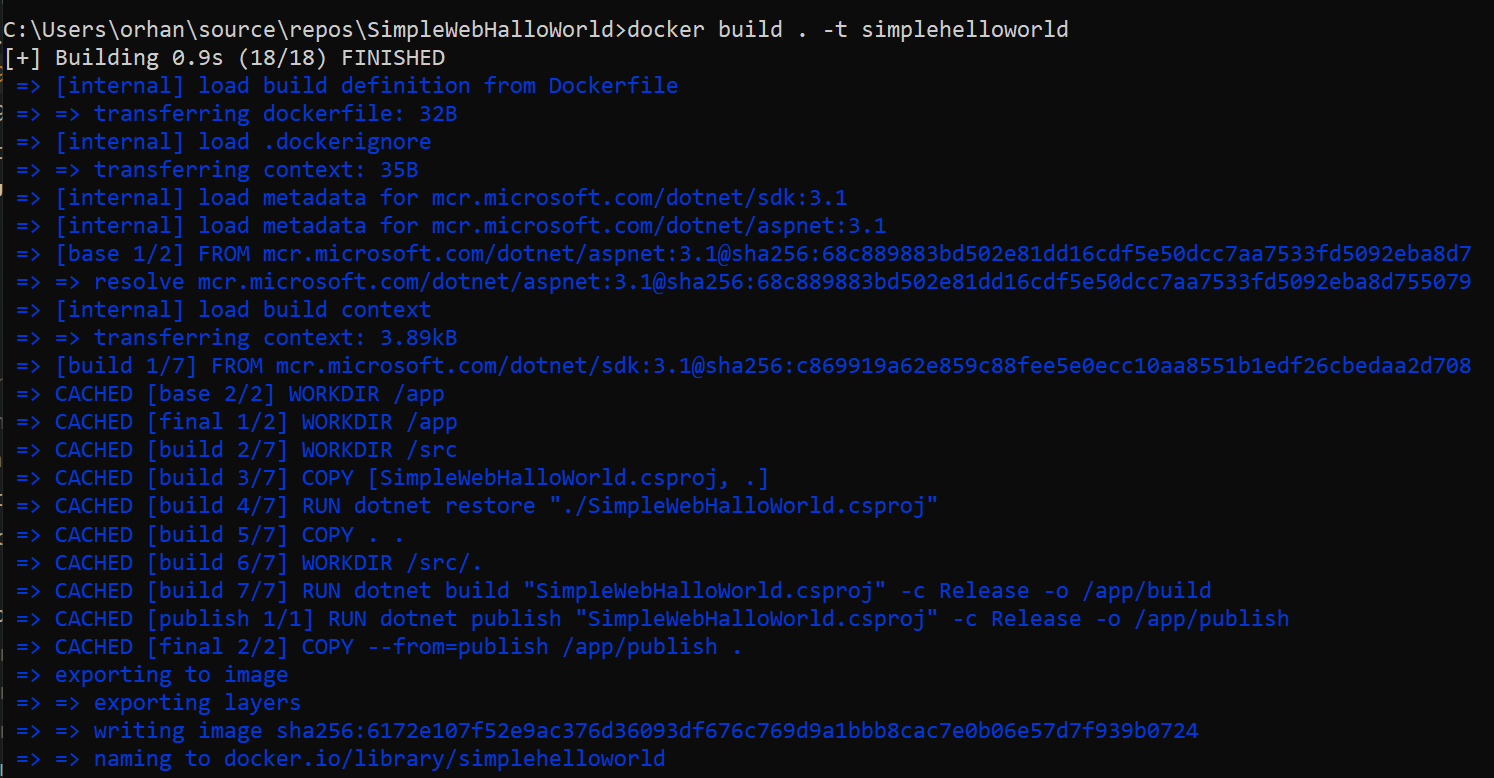 C:\Users\orhan\source\repos\SimpleWebHalloWorld>docker build . -t simplehelloworld
[+] Building 0.9s (18/18) FINISHED
=> [internal] load build definition from Dockerfile
=> => transferring dockerfile: 32B
=> [internal] load .dockerignore
=> => transferring context: 35B
=> [internal] load metadata for mcr.microsoft.com/dotnet/sdk:3.1
=> [internal] load metadata for mcr.microsoft.com/dotnet/aspnet:3.1
=> [base 1/2] FROM mcr.microsoft.com/dotnet/aspnet:3.1@sha256:68c889883bd502e81dd16cdf5e50dcc7aa7533fd5092eba8d7
=> => resolve mcr.microsoft.com/dotnet/aspnet:3.1@sha256:68c889883bd502e81dd16cdf5e50dcc7aa7533fd5092eba8d755079
=> [internal] load build context
=> => transferring context: 3.89kB
=> [build 1/7] FROM mcr.microsoft.com/dotnet/sdk:3.1@sha256:c869919a62e859c88fee5e0ecc10aa8551b1edf26cbedaa2d708
=> CACHED [base 2/2] WORKDIR /app
=> CACHED [final 1/2] WORKDIR /app
=> CACHED [build 2/7] WORKDIR /src
=> CACHED [build 3/7] COPY [SimpleWebHalloWorld.csproj, .]
=> CACHED [build 4/7] RUN dotnet restore "./SimpleWebHalloWorld.csproj"
=> CACHED [build 5/7] COPY . .
=> CACHED [build 6/7] WORKDIR /src/.
=> CACHED [build 7/7] RUN dotnet build "SimpleWebHalloWorld.csproj" -c Release -o /app/build
=> CACHED [publish 1/1] RUN dotnet publish "SimpleWebHalloWorld.csproj" -c Release -o /app/publish
=> CACHED [final 2/2] COPY --from=publish /app/publish .
=> exporting to image
=> => exporting layers
=> => writing image sha256:6172e107f52e9ac376d36093df676c769d9a1bbb8cac7e0b06e57d7f939b0724
=> => naming to docker.io/library/simplehelloworld